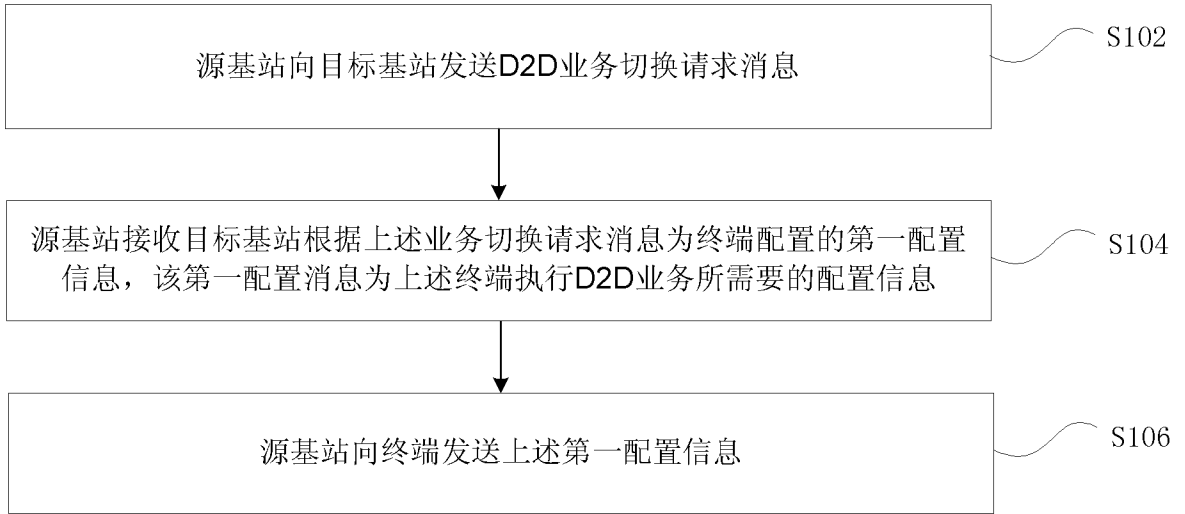 源基站向目标基站发送D2D业务切换请求消息
S102
源基站接收目标基站根据上述业务切换请求消息为终端配置的第一配置
信息，该第一配置消息为上述终端执行D2D业务所需要的配置信息
S104
源基站向终端发送上述第一配置信息
S106